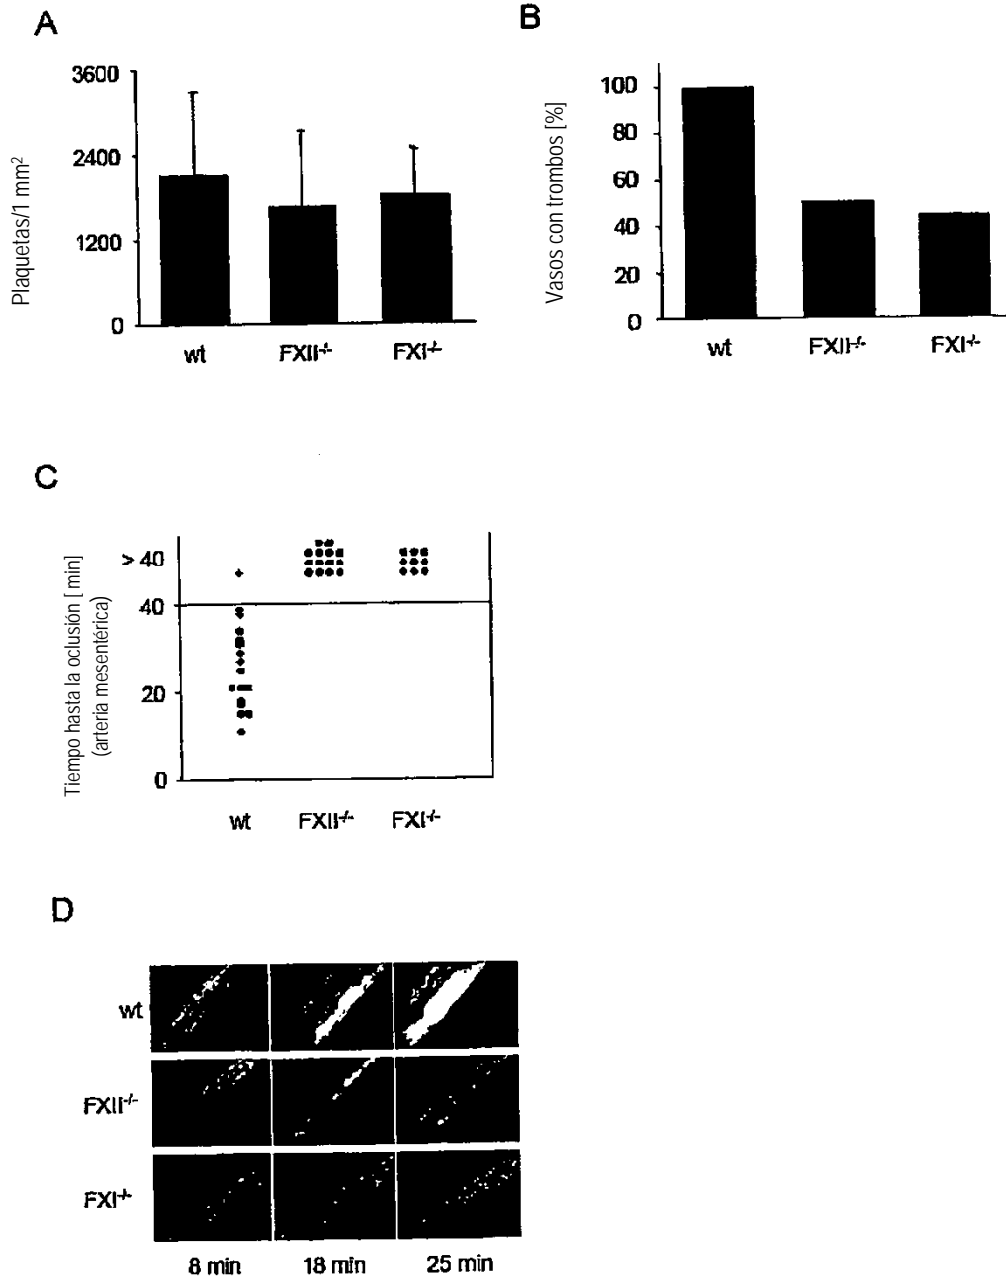 A
3600
2400
1200
0
Plaquetas/1 mm²
wt
FXII-/-
FXI-/-
B
100
80
60
40
20
0
Vasos con trombos [%]
wt
FXII-/-
FXI-/-
C
> 40
40
20
0
Tiempo hasta la oclusión [ min]
(arteria mesentérica)
wt
FXII-/-
FXI-/-
D
wt
FXII-/-
FXI-/-
8 min
18 min
25 min